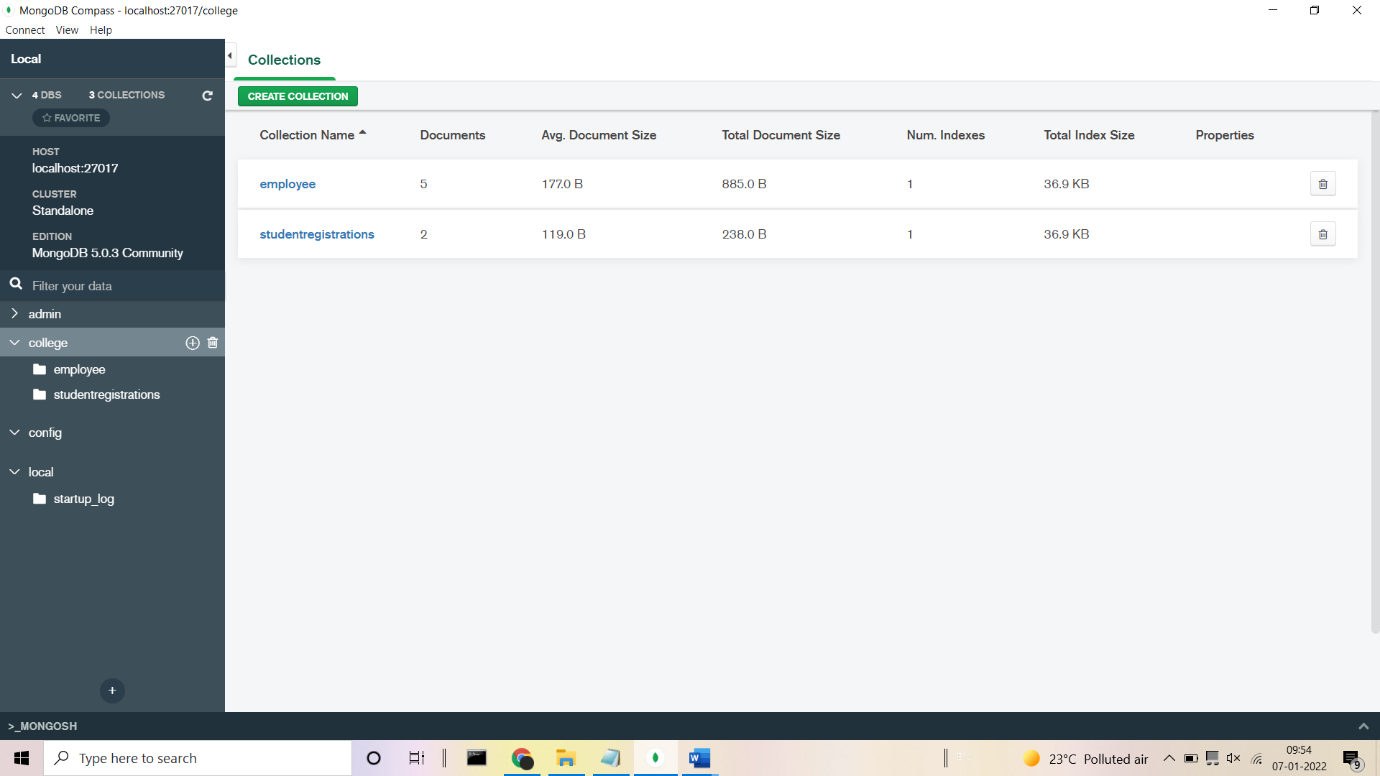 MongoDB Compass - localhost:27017/college
Connect View Help
Local
4 DBS 3 COLLECTIONS
FAVORITE
HOST
localhost:27017
CLUSTER
Standalone
EDITION
MongoDB 5.0.3 Community
Filter your data
admin
college
employee
studentregistrations
config
local
startup_log
+
Collections
CREATE COLLECTION
Collection Name Documents Avg. Document Size Total Document Size Num. Indexes Total Index Size Properties
employee 5 177.0 B 885.0 B 1 36.9 KB
studentregistrations 2 119.0 B 238.0 B 1 36.9 KB
>_MONGOSH
Type here to search
23°C Polluted air
09:54
07-01-2022
9